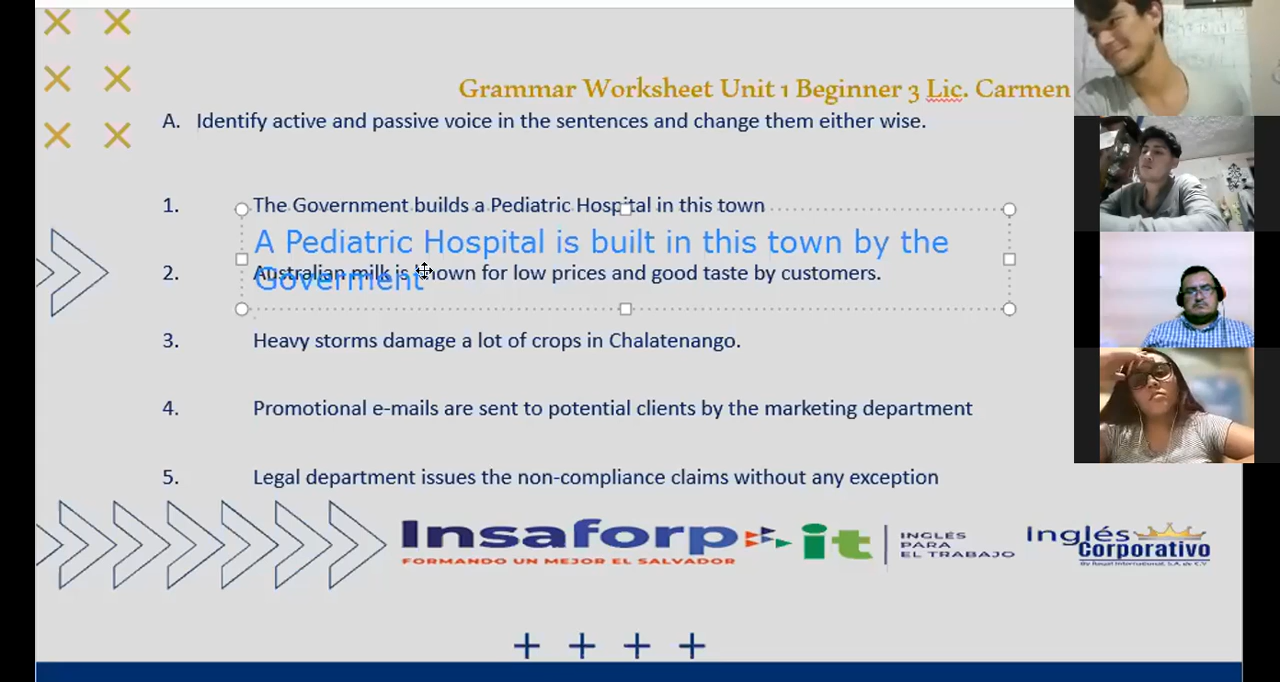 Grammar Worksheet Unit 1 Beginner 3 Lic. Carmen
A. Identify active and passive voice in the sentences and change them either wise.
1. The Government builds a Pediatric Hospital in this town
A Pediatric Hospital is built in this town by the
Goverment
2. Australian milk is known for low prices and good taste by customers.
3. Heavy storms damage a lot of crops in Chalatenango.
4. Promotional e-mails are sent to potential clients by the marketing department
5. Legal department issues the non-compliance claims without any exception
Insaforp
FORMANDO UN MEJOR EL SALVADOR
it
INGLÉS
PARA
EL TRABAJO
Inglés
Corporativo